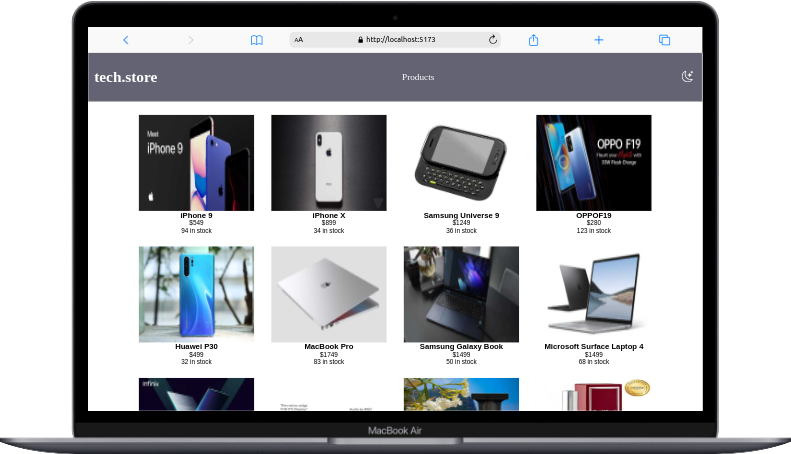 AA
http://localhost:5173
tech.store
Products
Meet
iPhone 9
OPPO F19
iPhone 9
$549
94 in stock
iPhone X
$899
34 in stock
Samsung Universe 9
$1249
36 in stock
OPPOF19
$280
123 in stock
Huawei P30
$499
32 in stock
MacBook Pro
$1749
83 in stock
Samsung Galaxy Book
$1499
50 in stock
Microsoft Surface Laptop 4
$1499
68 in stock
Infinix
MacBook Air